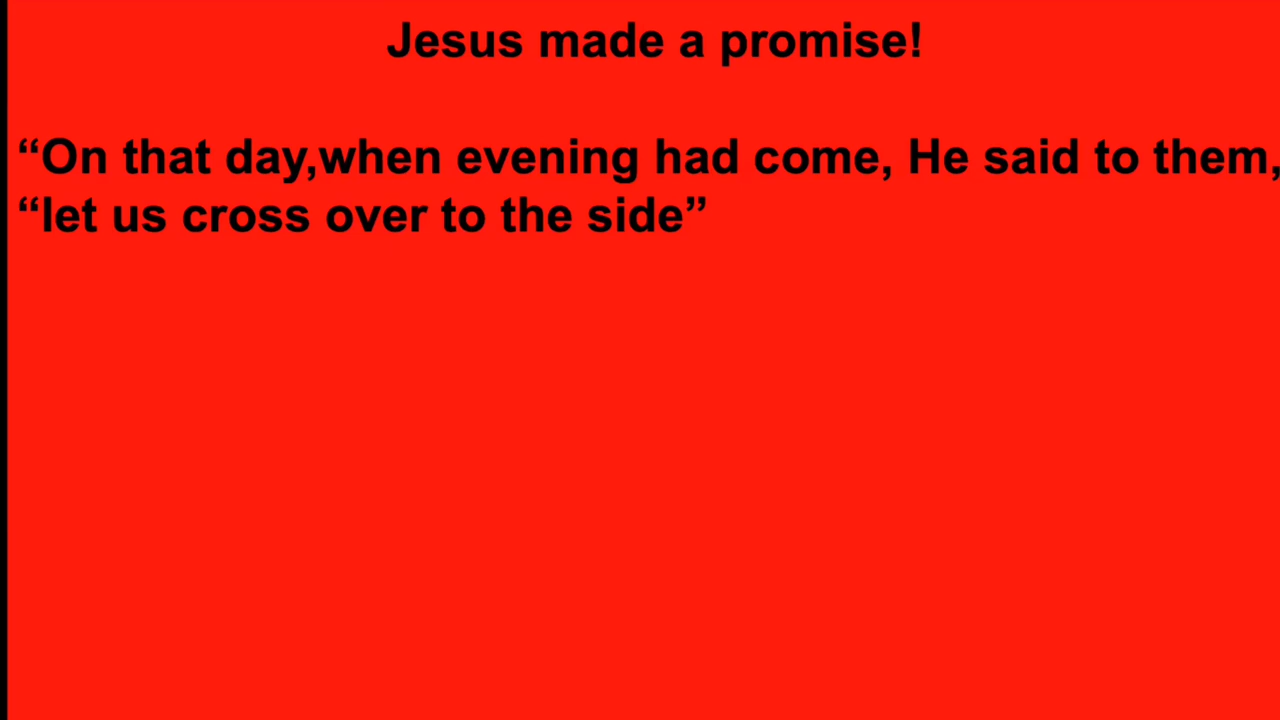 Jesus made a promise!
“On that day,when evening had come, He said to them,
“let us cross over to the side”